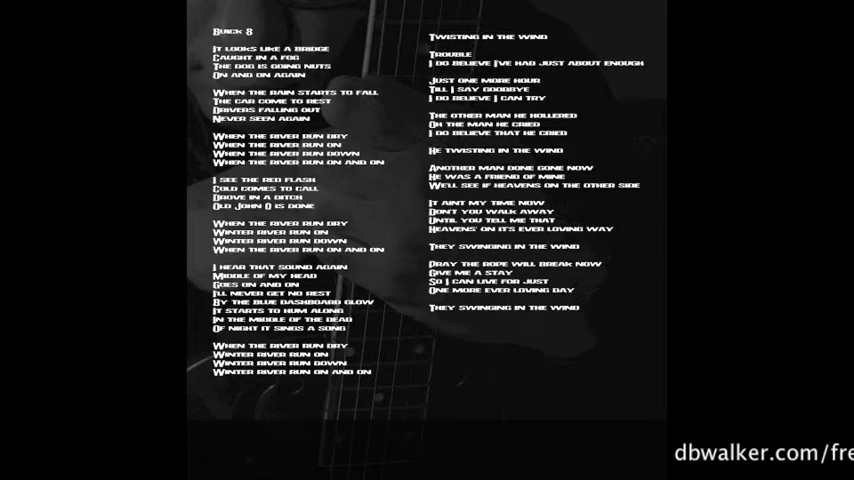 Buick 8
It looks like a bridge
Caught in a fog
The dog is going nuts
On and on again
When the rain starts to fall
The car come to rest
Drivers falling out
Never seen again
When the river run dry
When the river run on
When the river run down
When the river run on and on
I see the red flash
Cold comes to call
Drove in a ditch
Old John Q is done
When the river run dry
Winter river run on
Winter river run down
When the river run on and on
I hear that sound again
Middle of my head
Goes on and on
I'll never get no rest
By the blue dashboard glow
It starts to hum along
In the middle of the dead
Of night it sings a song
When the river run dry
Winter river run on
Winter river run down
Winter river run on and on
Twisting in the wind
Trouble
I do believe I've had just about enough
Just one more hour
Till I say goodbye
I do believe I can try
The other man he hollered
Oh the man he cried
I do believe that he cried
He twisting in the wind
Another man done gone now
He was a friend of mine
We'll see if heavens on the other side
It aint my time now
Don't you walk away
Until you tell me that
Heavens' on it's ever loving way
They swinging in the wind
Pray the rope will break now
Give me a stay
So I can live for just
One more ever loving day
They swinging in the wind
dbwalker.com/fre